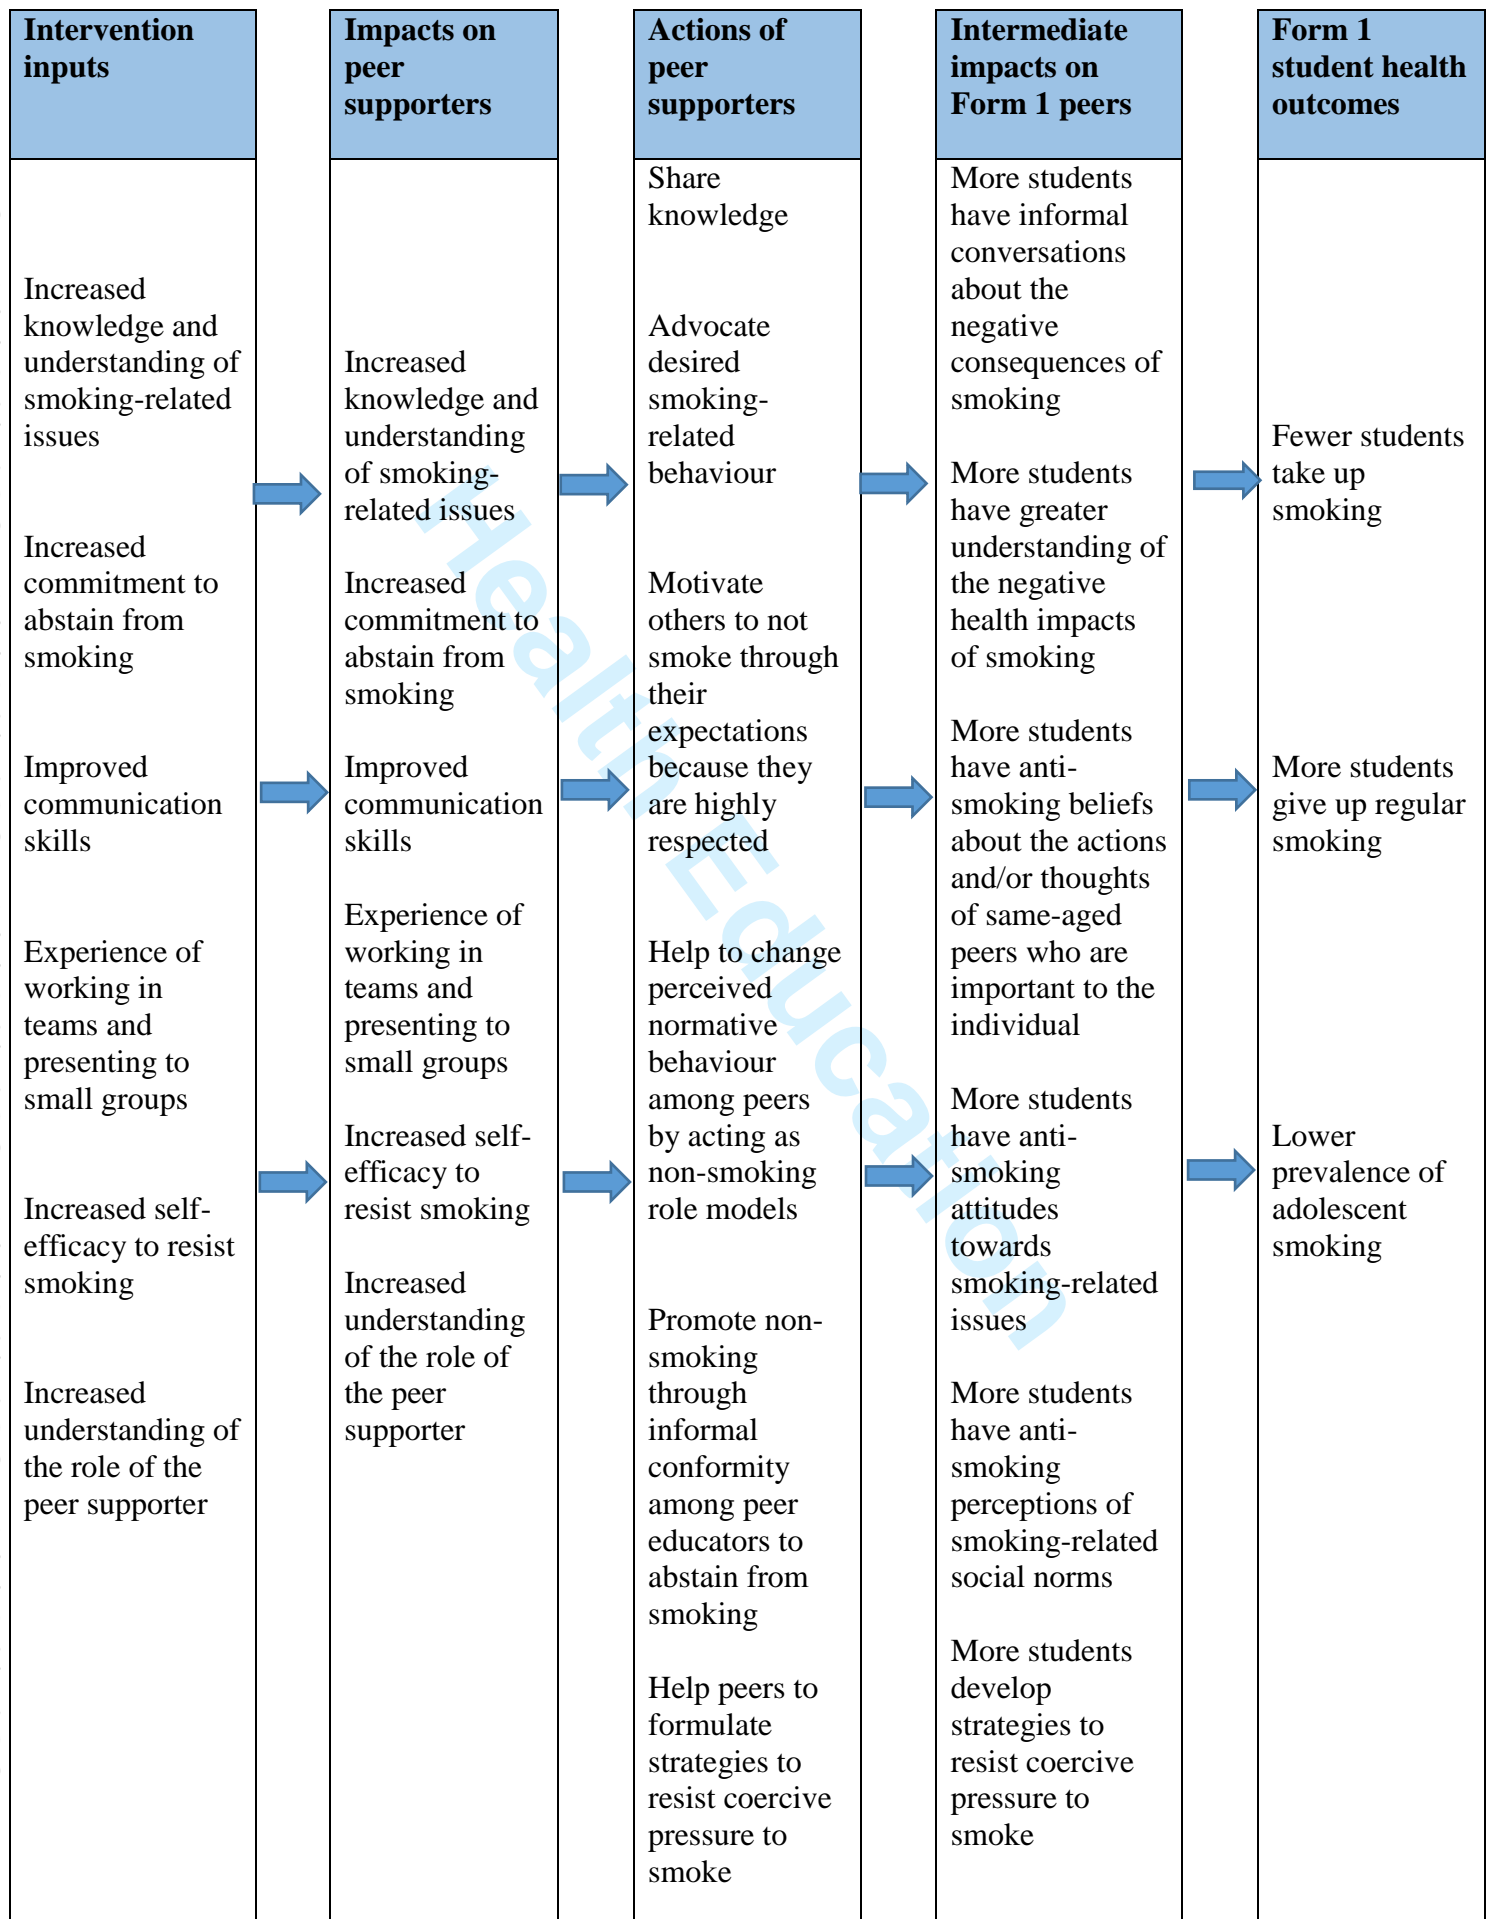 Intervention
inputs
Increased
knowledge and
understanding of
smoking-related
issues
Increased
commitment to
abstain from
smoking
Improved
communication
skills
Experience of
working in
teams and
presenting to
small groups
Increased self-
efficacy to resist
smoking
Increased
understanding of
the role of the
peer supporter
Impacts on
peer
supporters
Increased
knowledge and
understanding
of smoking-
related issues
Increased
commitment to
abstain from
smoking
Improved
communication
skills
Experience of
working in
teams and
presenting to
small groups
Increased self-
efficacy to
resist smoking
Increased
understanding
of the role of
the peer
supporter
Actions of
peer
supporters
Share
knowledge
Advocate
desired
smoking-
related
behaviour
Motivate
others to not
smoke through
their
expectations
because they
are highly
respected
Help to change
perceived
normative
behaviour
among peers
by acting as
non-smoking
role models
Promote non-
smoking
through
informal
conformity
among peer
educators to
abstain from
smoking
Help peers to
formulate
strategies to
resist coercive
pressure to
smoke
Intermediate
impacts on
Form 1 peers
More students
have informal
conversations
about the
negative
consequences of
smoking
More students
have greater
understanding of
the negative
health impacts
of smoking
More students
have anti-
smoking beliefs
about the actions
and/or thoughts
of same-aged
peers who are
important to the
individual
More students
have anti-
smoking
attitudes
towards
smoking-related
issues
More students
have anti-
smoking
perceptions of
smoking-related
social norms
More students
develop
strategies to
resist coercive
pressure to
smoke
Form 1
student health
outcomes
Fewer students
take up
smoking
More students
give up regular
smoking
Lower
prevalence of
adolescent
smoking
Health Education